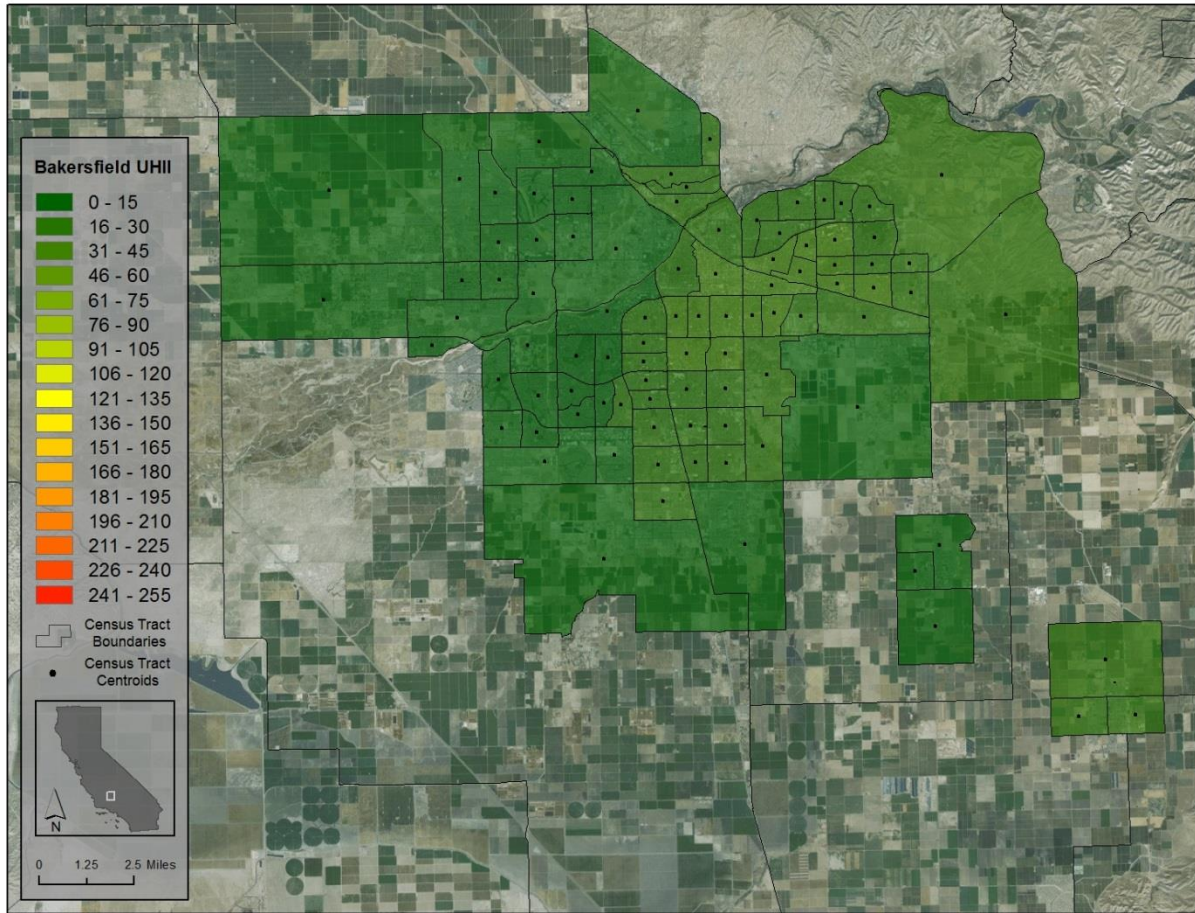 Bakersfield UHII
0 - 15
16 - 30
31 - 45
46 - 60
61 - 75
76 - 90
91 - 105
106 - 120
121 - 135
136 - 150
151 - 165
166 - 180
181 - 195
196 - 210
211 - 225
226 - 240
241 - 255
Census Tract
Boundaries
Census Tract
Centroids
N
0 1.25 2.5 Miles